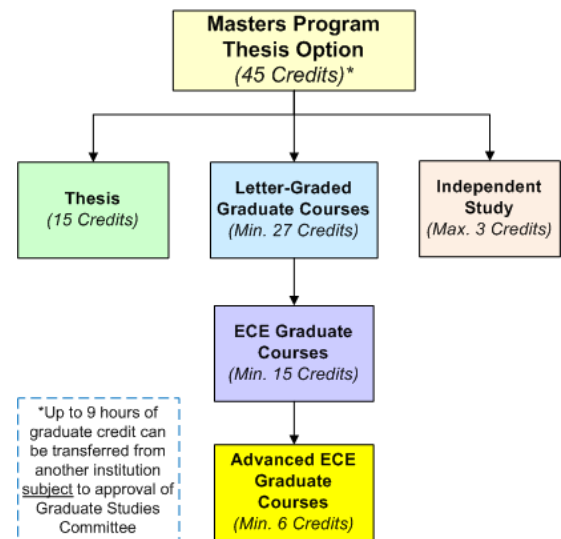 Masters Program
Thesis Option
(45 Credits)*
Thesis
(15 Credits)
Letter-Graded
Graduate Courses
(Min. 27 Credits)
Independent
Study
(Max. 3 Credits)
ECE Graduate
Courses
(Min. 15 Credits)
*Up to 9 hours of
graduate credit can
be transferred from
another institution
subject to approval of
Graduate Studies
Committee
Advanced ECE
Graduate
Courses
(Min. 6 Credits)